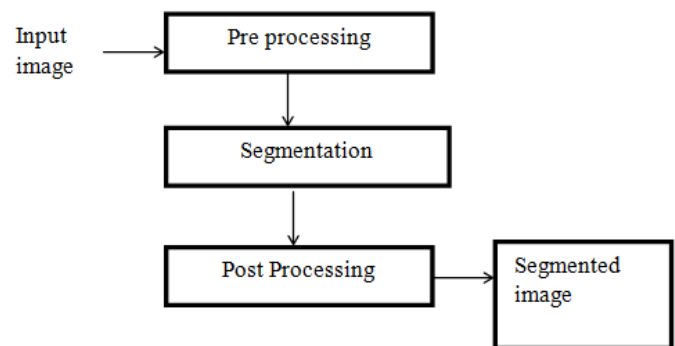 Input
image
Pre processing
Segmentation
Post Processing
Segmented
image